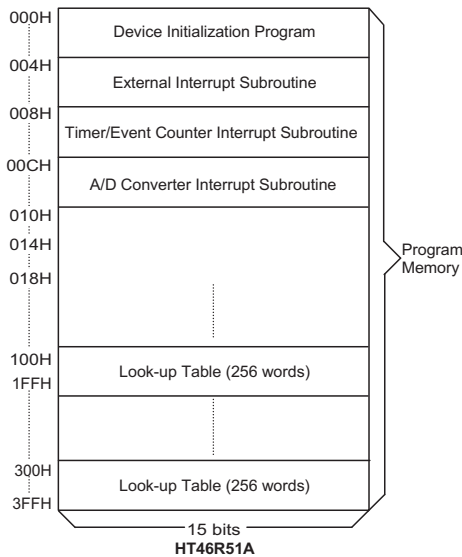 000H
Device Initialization Program
004H
External Interrupt Subroutine
008H
Timer/Event Counter Interrupt Subroutine
00CH
A/D Converter Interrupt Subroutine
010H
014H
Program
Memory
018H
100H
Look-up Table (256 words)
1FFH
300H
Look-up Table (256 words)
3FFH
15 bits
HT46R51A